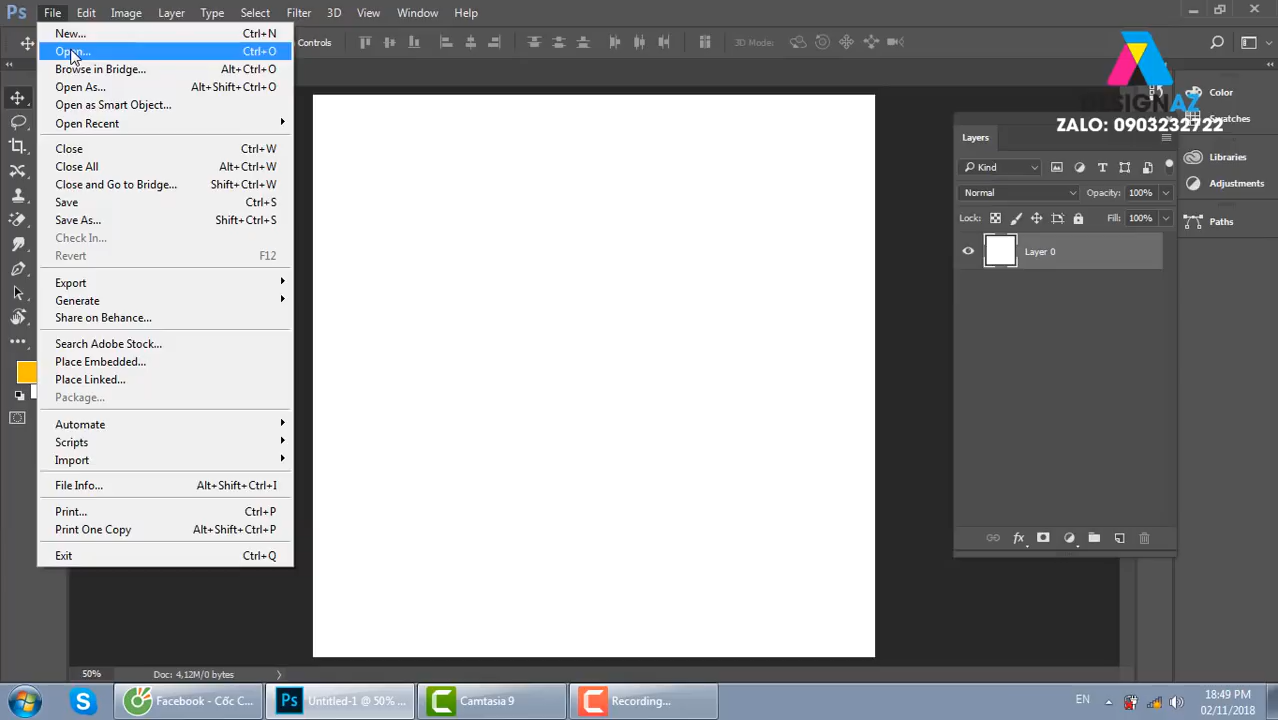 Ps File Edit Image Layer Type Select Filter 3D View Window Help
Controls
3D Mode:
New... Ctrl+N
Open... Ctrl+O
Browse in Bridge... Alt+Ctrl+O
Open As... Alt+Shift+Ctrl+O
Open as Smart Object...
Open Recent
Close Ctrl+W
Close All Alt+Ctrl+W
Close and Go to Bridge... Shift+Ctrl+W
Save Ctrl+S
Save As... Shift+Ctrl+S
Check In...
Revert F12
Export
Generate
Share on Behance...
Search Adobe Stock...
Place Embedded...
Place Linked...
Package...
Automate
Scripts
Import
File Info... Alt+Shift+Ctrl+I
Print... Ctrl+P
Print One Copy Alt+Shift+Ctrl+P
Exit Ctrl+Q
DESIGNAZ
ZALO: 0903232722
Color
Swatches
Libraries
Adjustments
Paths
Layers
Kind
Normal Opacity: 100%
Lock: Fill: 100%
Layer 0
fx
50% Doc: 4,12M/0 bytes
Facebook - Cốc C...
Ps Untitled-1 @ 50% ...
Camtasia 9
Recording...
EN
18:49 PM
02/11/2018